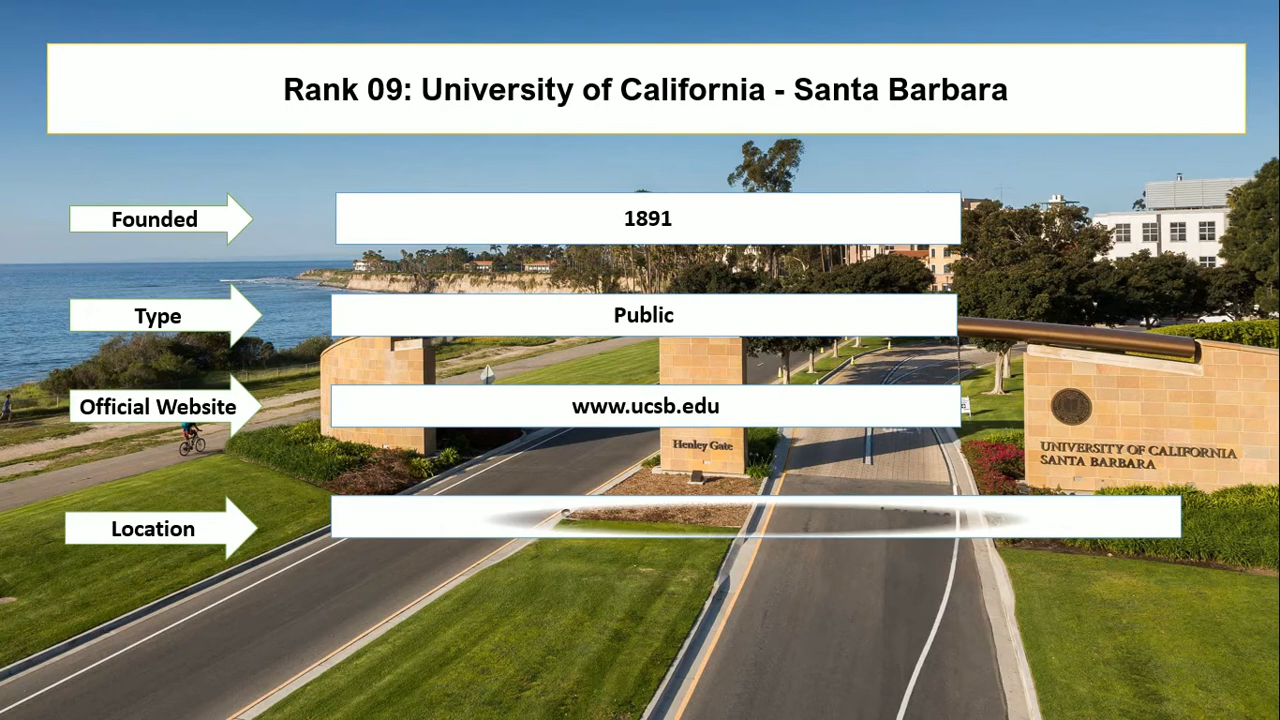 Rank 09: University of California - Santa Barbara
Founded
1891
Type
Public
Official Website
www.ucsb.edu
Henley Gate
UNIVERSITY OF CALIFORNIA
SANTA BARBARA
Location